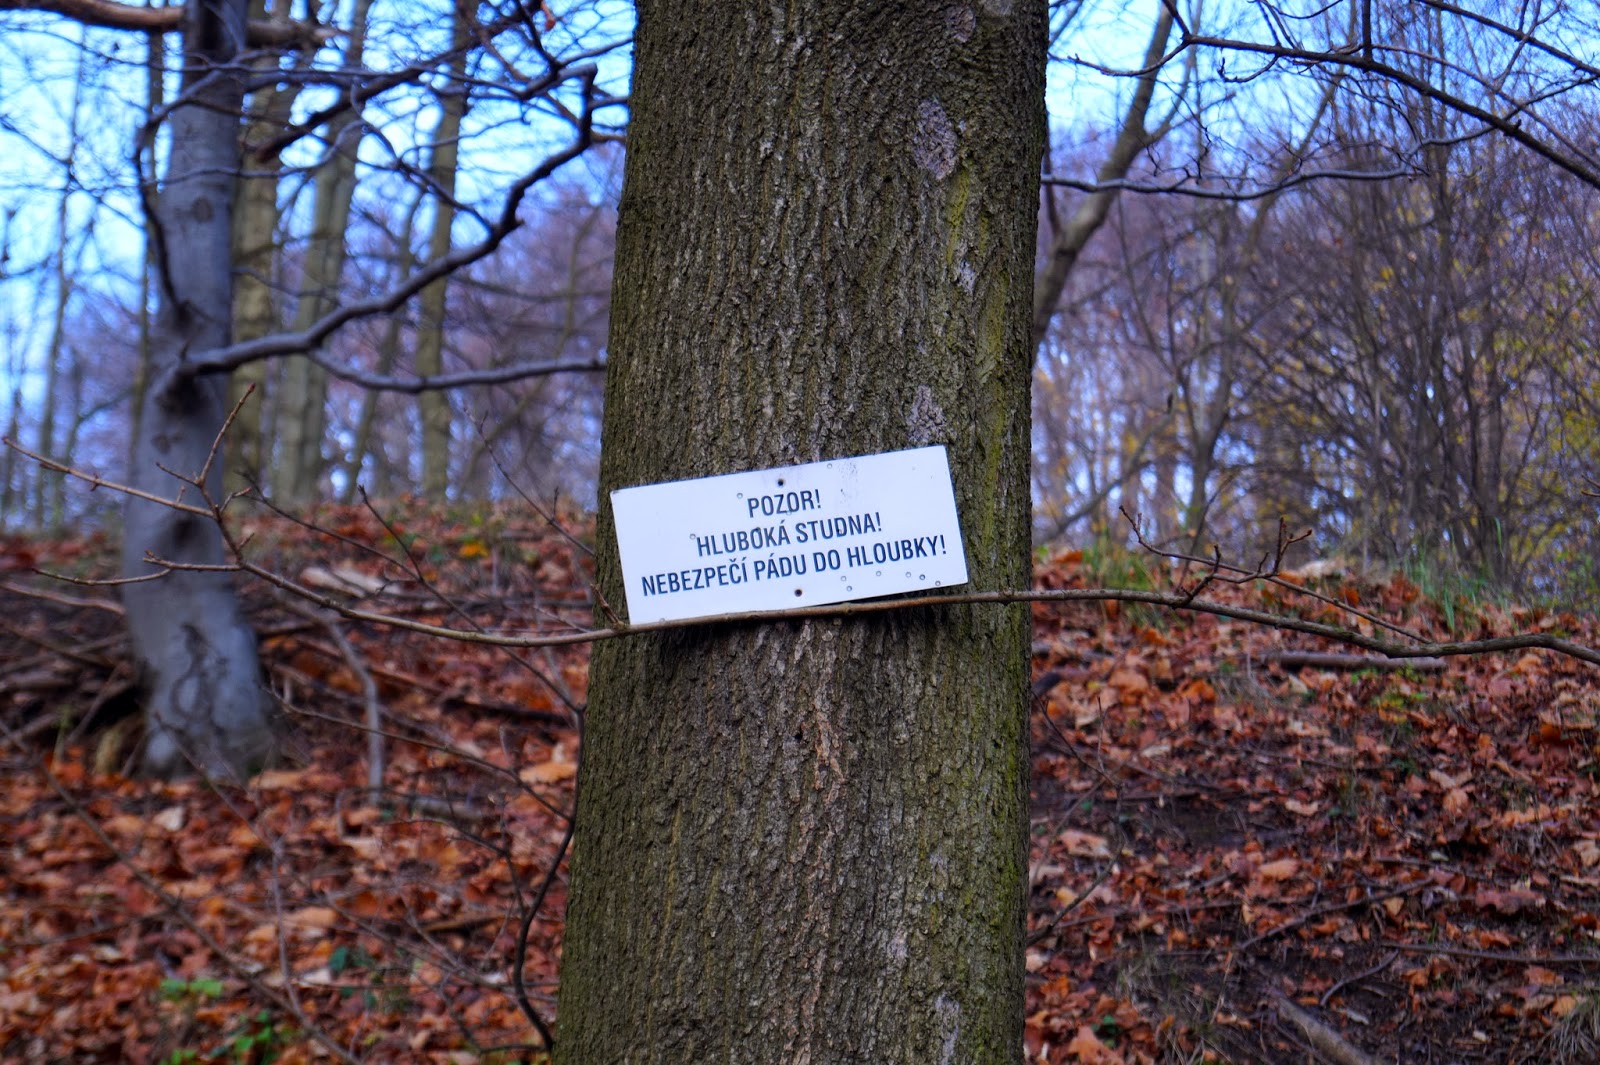 POZOR!
HLUBOKÁ STUDNA!
NEBEZPEČÍ PÁDU DO HLOUBKY!